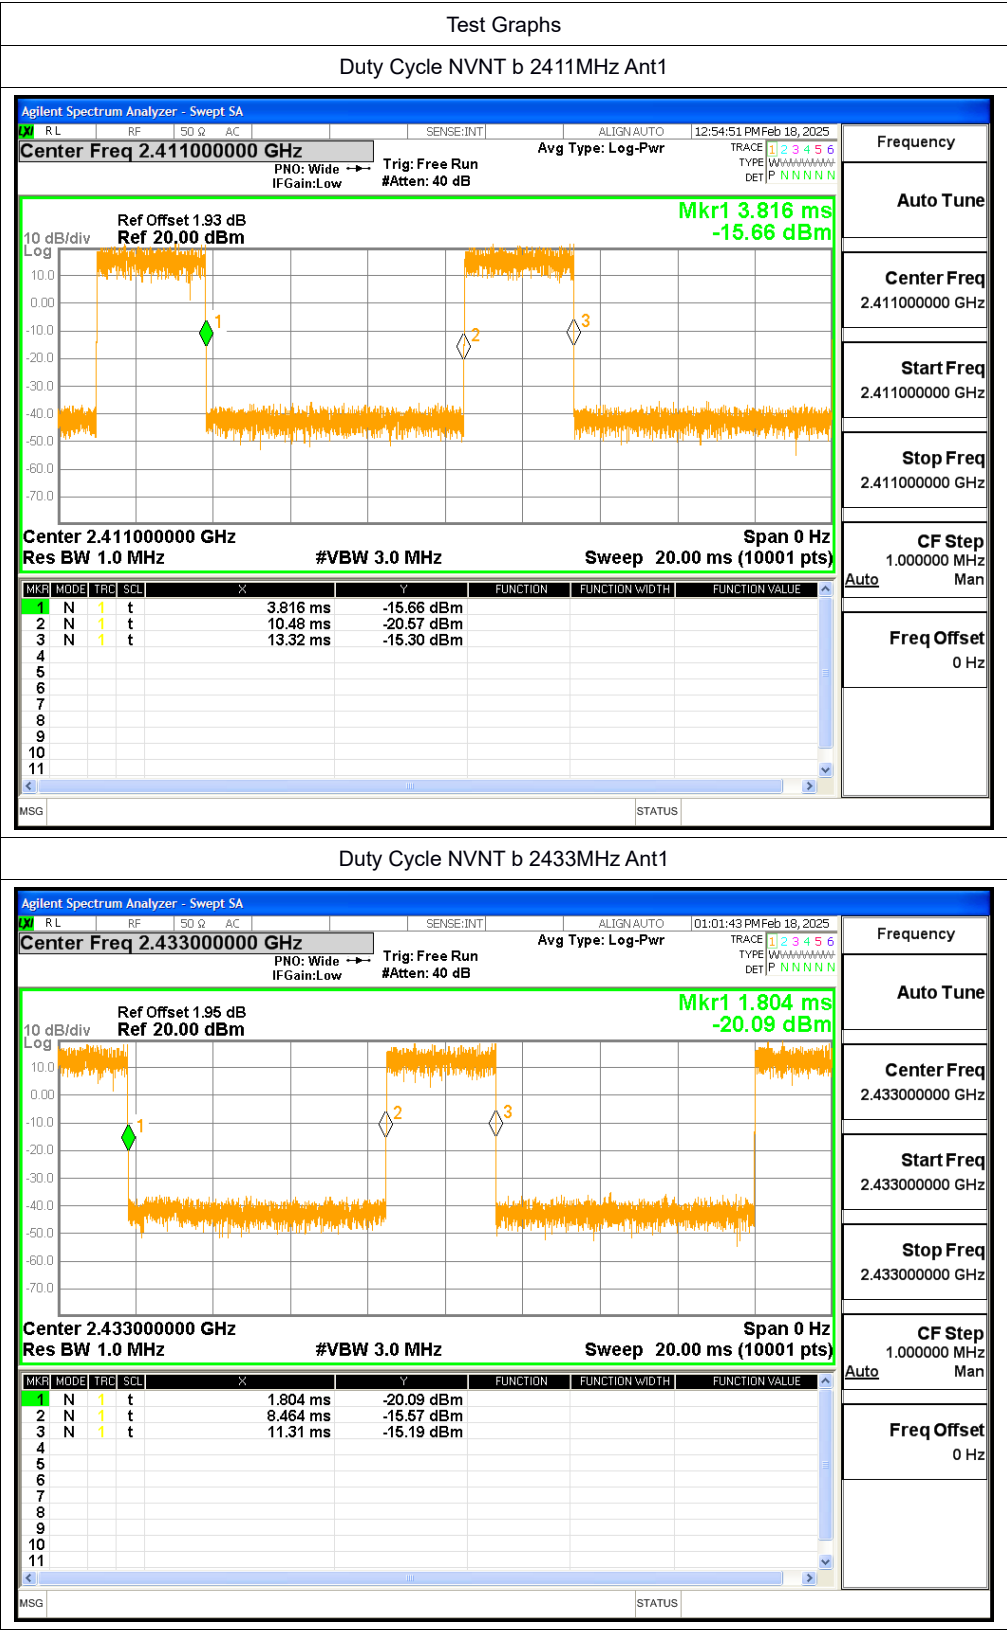 Test Graphs
Duty Cycle NVNT b 2411MHz Ant1
Agilent Spectrum Analyzer - Swept SA
LXI RL RF 50 Ω AC SENSE:INT ALIGN AUTO 12:54:51 PM Feb 18, 2025
Center Freq 2.411000000 GHz
PNO: Wide
IFGain:Low
Trig: Free Run
#Atten: 40 dB
Avg Type: Log-Pwr
TRACE 1 2 3 4 5 6
TYPE WWWWWW
DET P N N N N N
Frequency
Auto Tune
Center Freq
2.411000000 GHz
Start Freq
2.411000000 GHz
Stop Freq
2.411000000 GHz
CF Step
1.000000 MHz
Auto Man
Freq Offset
0 Hz
Mkr1 3.816 ms
-15.66 dBm
Ref Offset 1.93 dB
10 dB/div Ref 20.00 dBm
Log
10.0
0.00
-10.0
-20.0
-30.0
-40.0
-50.0
-60.0
-70.0
1
2
3
Center 2.411000000 GHz Span 0 Hz
Res BW 1.0 MHz #VBW 3.0 MHz Sweep 20.00 ms (10001 pts)
MKR MODE TRC SCL X Y FUNCTION FUNCTION WIDTH FUNCTION VALUE
1 N 1 t 3.816 ms -15.66 dBm
2 N 1 t 10.48 ms -20.57 dBm
3 N 1 t 13.32 ms -15.30 dBm
4
5
6
7
8
9
10
11
MSG STATUS
Duty Cycle NVNT b 2433MHz Ant1
Agilent Spectrum Analyzer - Swept SA
LXI RL RF 50 Ω AC SENSE:INT ALIGN AUTO 01:01:43 PM Feb 18, 2025
Center Freq 2.433000000 GHz
PNO: Wide
IFGain:Low
Trig: Free Run
#Atten: 40 dB
Avg Type: Log-Pwr
TRACE 1 2 3 4 5 6
TYPE WWWWWW
DET P N N N N N
Frequency
Auto Tune
Center Freq
2.433000000 GHz
Start Freq
2.433000000 GHz
Stop Freq
2.433000000 GHz
CF Step
1.000000 MHz
Auto Man
Freq Offset
0 Hz
Mkr1 1.804 ms
-20.09 dBm
Ref Offset 1.95 dB
10 dB/div Ref 20.00 dBm
Log
10.0
0.00
-10.0
-20.0
-30.0
-40.0
-50.0
-60.0
-70.0
1
2
3
Center 2.433000000 GHz Span 0 Hz
Res BW 1.0 MHz #VBW 3.0 MHz Sweep 20.00 ms (10001 pts)
MKR MODE TRC SCL X Y FUNCTION FUNCTION WIDTH FUNCTION VALUE
1 N 1 t 1.804 ms -20.09 dBm
2 N 1 t 8.464 ms -15.57 dBm
3 N 1 t 11.31 ms -15.19 dBm
4
5
6
7
8
9
10
11
MSG STATUS